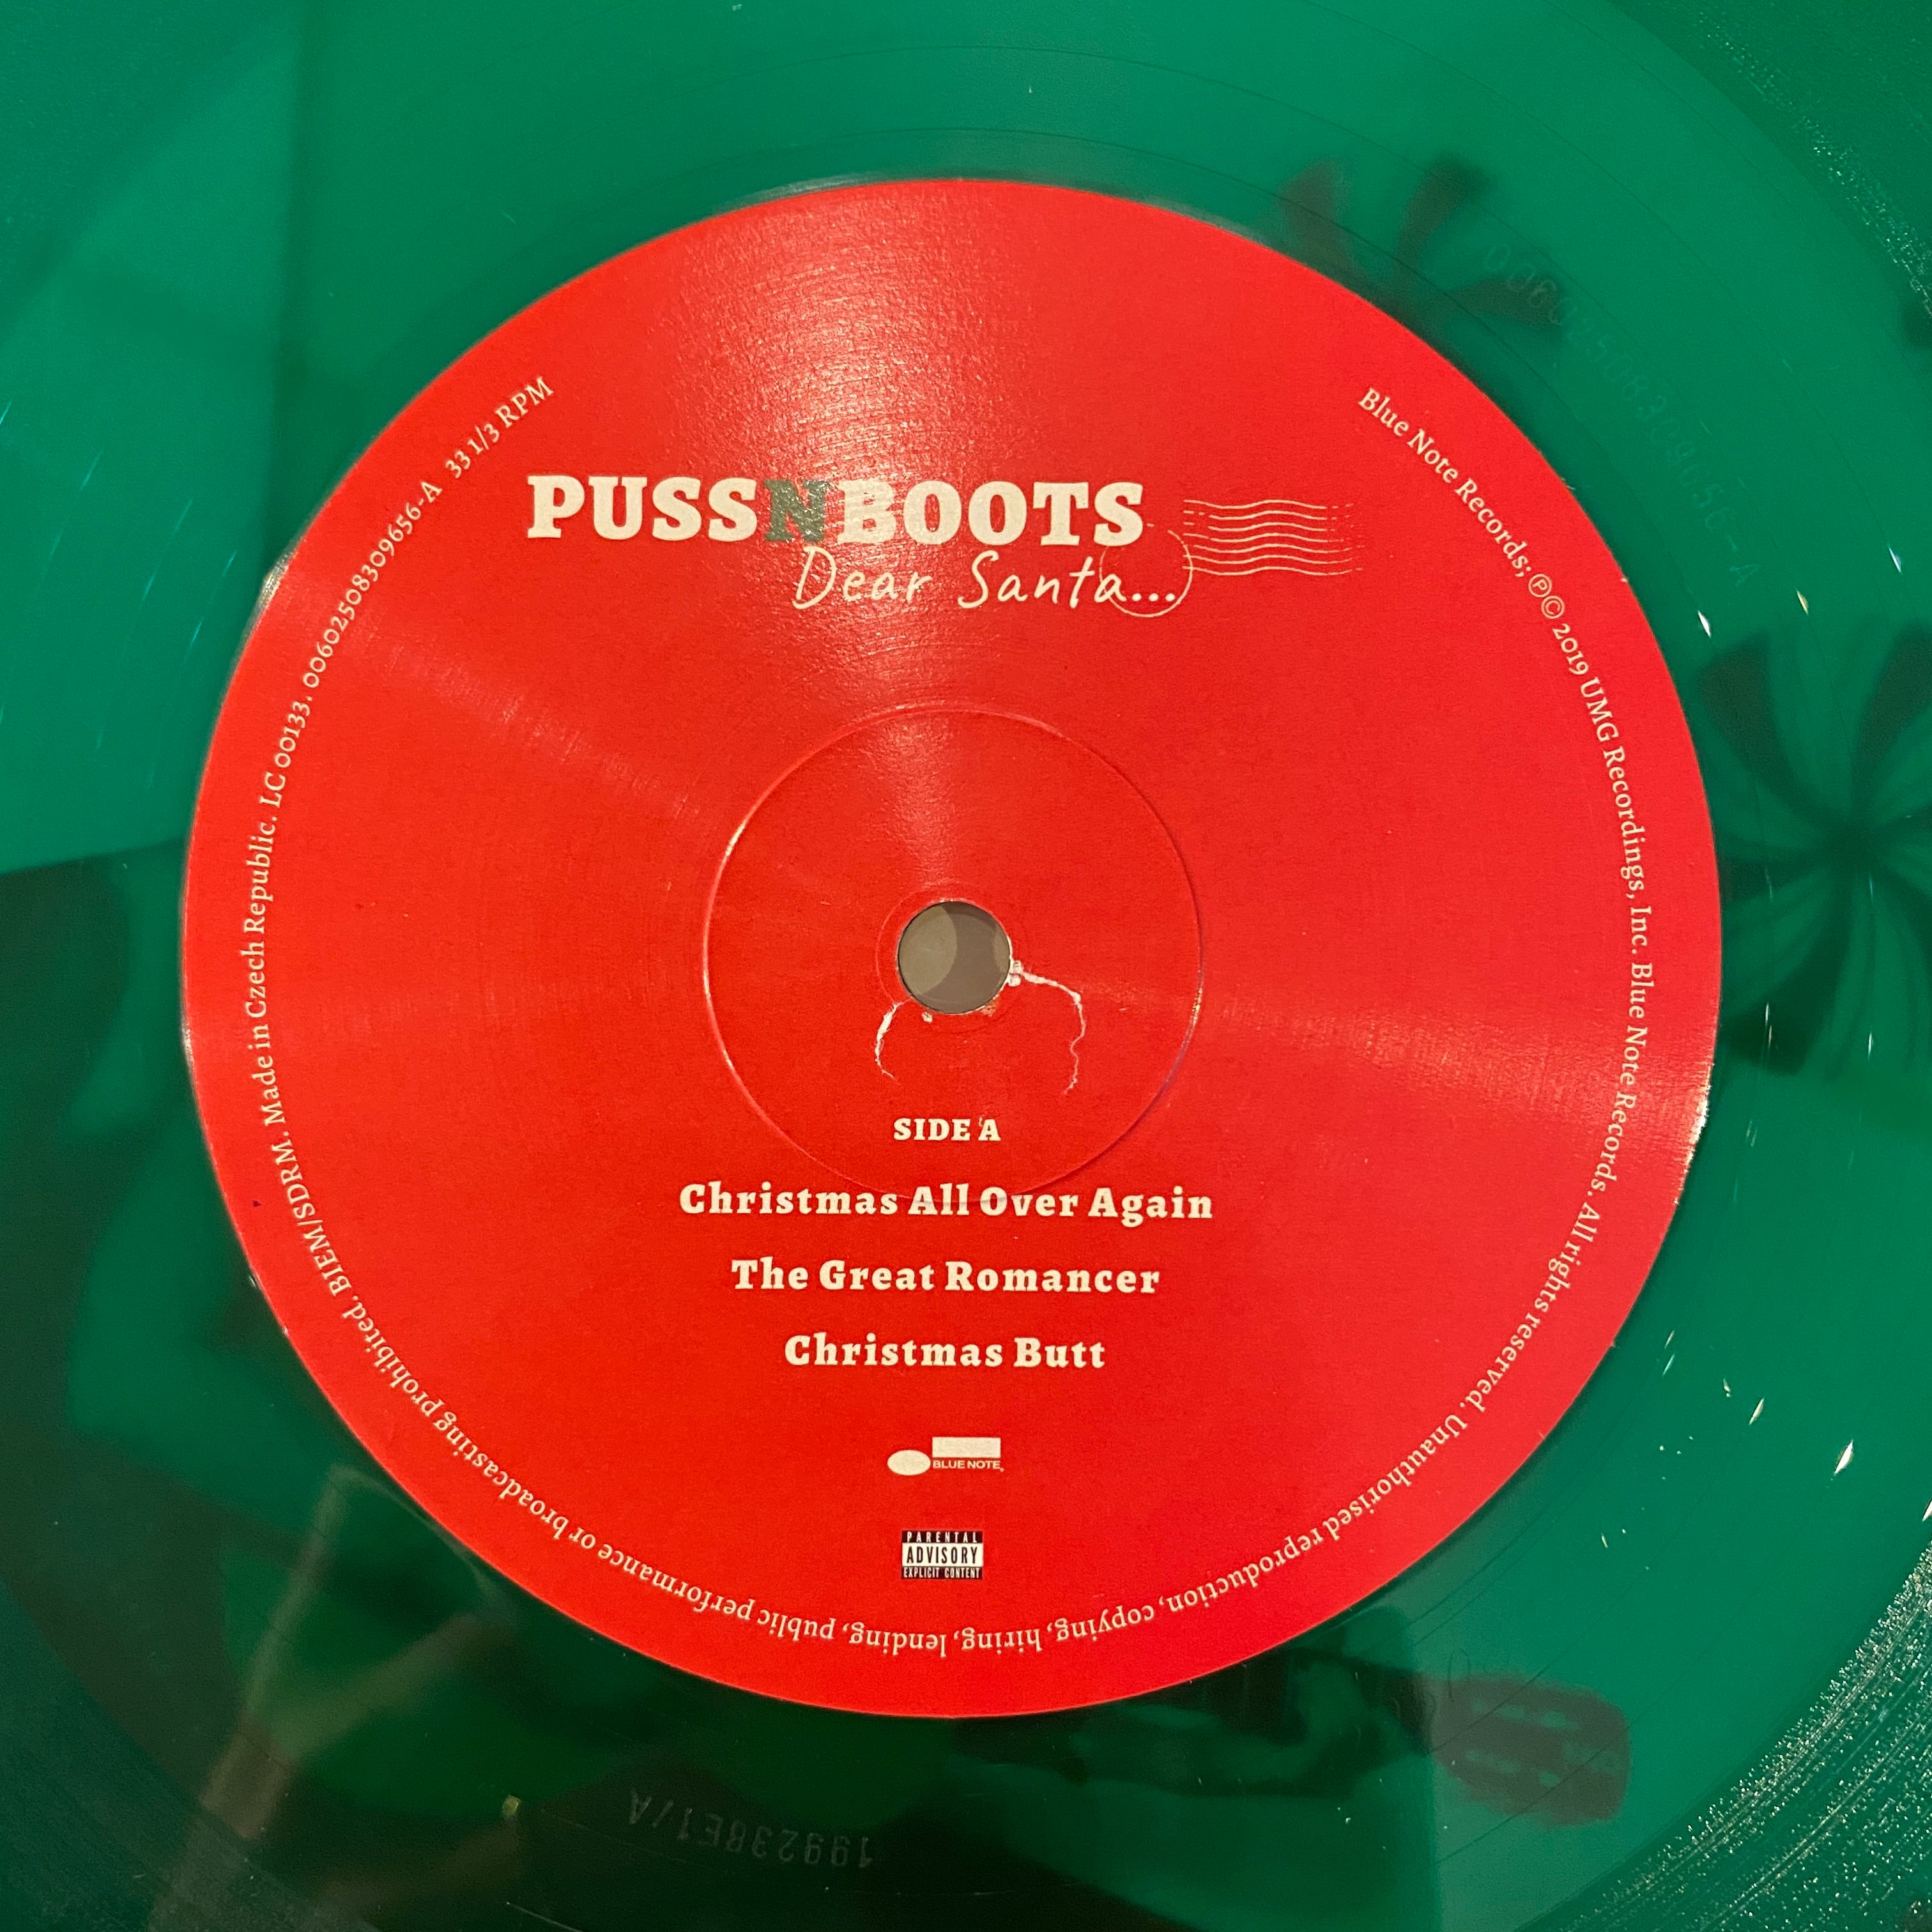 PUSSNBOOTS
Dear Santa...
SIDE A
Christmas All Over Again
The Great Romancer
Christmas Butt
BLUE NOTE
PARENTAL
ADVISORY
EXPLICIT CONTENT
Blue Note Records; ℗© 2019 UMG Recordings, Inc. Blue Note Records. All rights reserved. Unauthorised reproduction, copying, hiring, lending, public performance or broadcasting prohibited. BIEM/SDRM. Made in Czech Republic. LC 00133. 00602508309656-A 33 1/3 RPM
199238E1/A